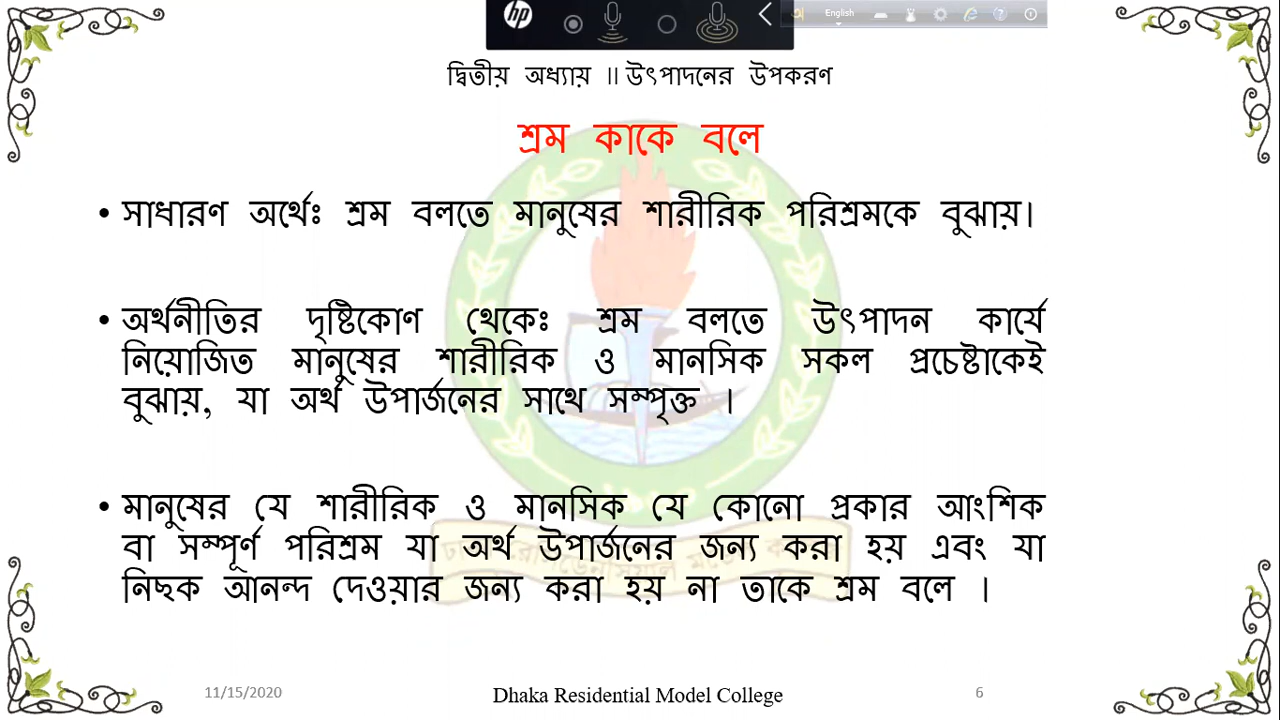 hp
English
দ্বিতীয় অধ্যায় ॥ উৎপাদনের উপকরণ
শ্রম কাকে বলে
• সাধারণ অর্থেঃ শ্রম বলতে মানুষের শারীরিক পরিশ্রমকে বুঝায়।
• অর্থনীতির দৃষ্টিকোণ থেকেঃ শ্রম বলতে উৎপাদন কার্যে
নিয়োজিত মানুষের শারীরিক ও মানসিক সকল প্রচেষ্টাকেই
বুঝায়, যা অর্থ উপার্জনের সাথে সম্পৃক্ত ।
• মানুষের যে শারীরিক ও মানসিক যে কোনো প্রকার আংশিক
বা সম্পূর্ণ পরিশ্রম যা অর্থ উপার্জনের জন্য করা হয় এবং যা
নিছক আনন্দ দেওয়ার জন্য করা হয় না তাকে শ্রম বলে ।
11/15/2020
Dhaka Residential Model College
6